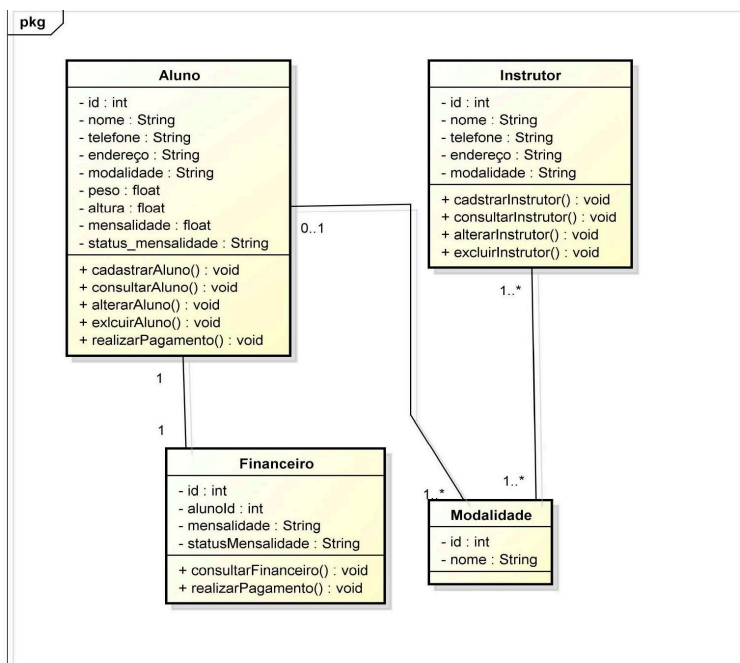 pkg
Aluno
- id : int
- nome : String
- telefone : String
- endereço : String
- modalidade : String
- peso : float
- altura : float
- mensalidade : float
- status_mensalidade : String
+ cadastrarAluno() : void
+ consultarAluno() : void
+ alterarAluno() : void
+ exlcuirAluno() : void
+ realizarPagamento() : void
Instrutor
- id : int
- nome : String
- telefone : String
- endereço : String
- modalidade : String
+ cadstrarInstrutor() : void
+ consultarInstrutor() : void
+ alterarInstrutor() : void
+ excluirInstrutor() : void
0..1
1..*
1
1
1..*
1..*
Financeiro
- id : int
- alunoId : int
- mensalidade : String
- statusMensalidade : String
+ consultarFinanceiro() : void
+ realizarPagamento() : void
Modalidade
- id : int
- nome : String